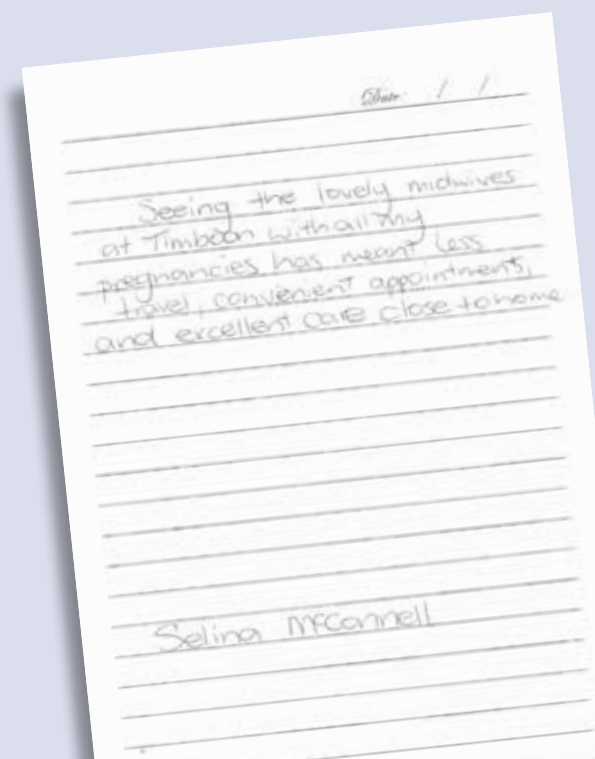 Date / /
Seeing the lovely midwives
at Timboon with all my
pregnancies has meant less
travel, convenient appointments,
and excellent care close to home
Selina McConnell